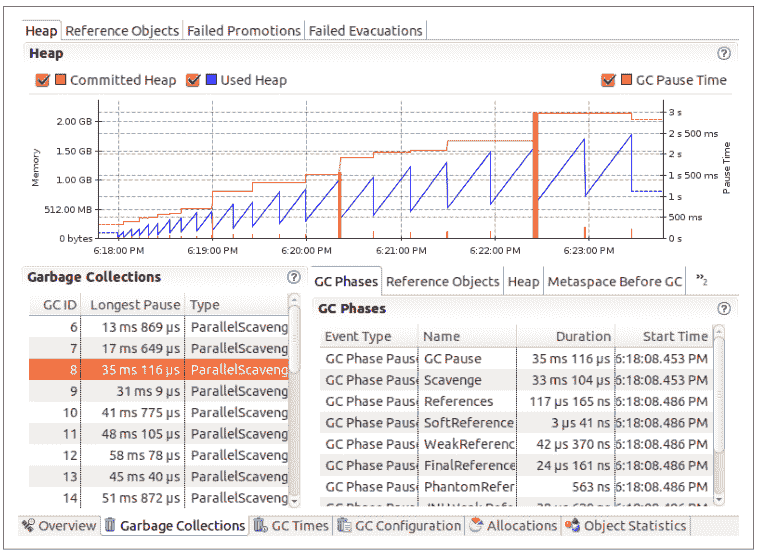 Heap Reference Objects Failed Promotions Failed Evacuations
Heap
Committed Heap Used Heap GC Pause Time
Memory
2.00 GB
1.50 GB
1.00 GB
512.00 MB
0 bytes
3 s
2 s 500 ms
2 s
1 s 500 ms
1 s
500 ms
0 s
Pause Time
6:18:00 PM 6:19:00 PM 6:20:00 PM 6:21:00 PM 6:22:00 PM 6:23:00 PM
Garbage Collections
GC ID Longest Pause Type
6 13 ms 869 µs ParallelScaveng
7 17 ms 649 µs ParallelScaveng
8 35 ms 116 µs ParallelScaveng
9 31 ms 9 µs ParallelScaveng
10 41 ms 775 µs ParallelScaveng
11 48 ms 105 µs ParallelScaveng
12 58 ms 78 µs ParallelScaveng
13 45 ms 40 µs ParallelScaveng
14 51 ms 872 µs ParallelScaveng
GC Phases Reference Objects Heap Metaspace Before GC »2
GC Phases
Event Type Name Duration Start Time
GC Phase Paus GC Pause 35 ms 116 µs 6:18:08.453 PM
GC Phase Paus Scavenge 33 ms 104 µs 6:18:08.453 PM
GC Phase Paus References 117 µs 165 ns 6:18:08.486 PM
GC Phase Paus SoftReference 3 µs 41 ns 6:18:08.486 PM
GC Phase Paus WeakReferenc 42 µs 370 ns 6:18:08.486 PM
GC Phase Paus FinalReference 24 µs 161 ns 6:18:08.486 PM
GC Phase Paus PhantomRefer 563 ns 6:18:08.486 PM
Overview Garbage Collections GC Times GC Configuration Allocations Object Statistics